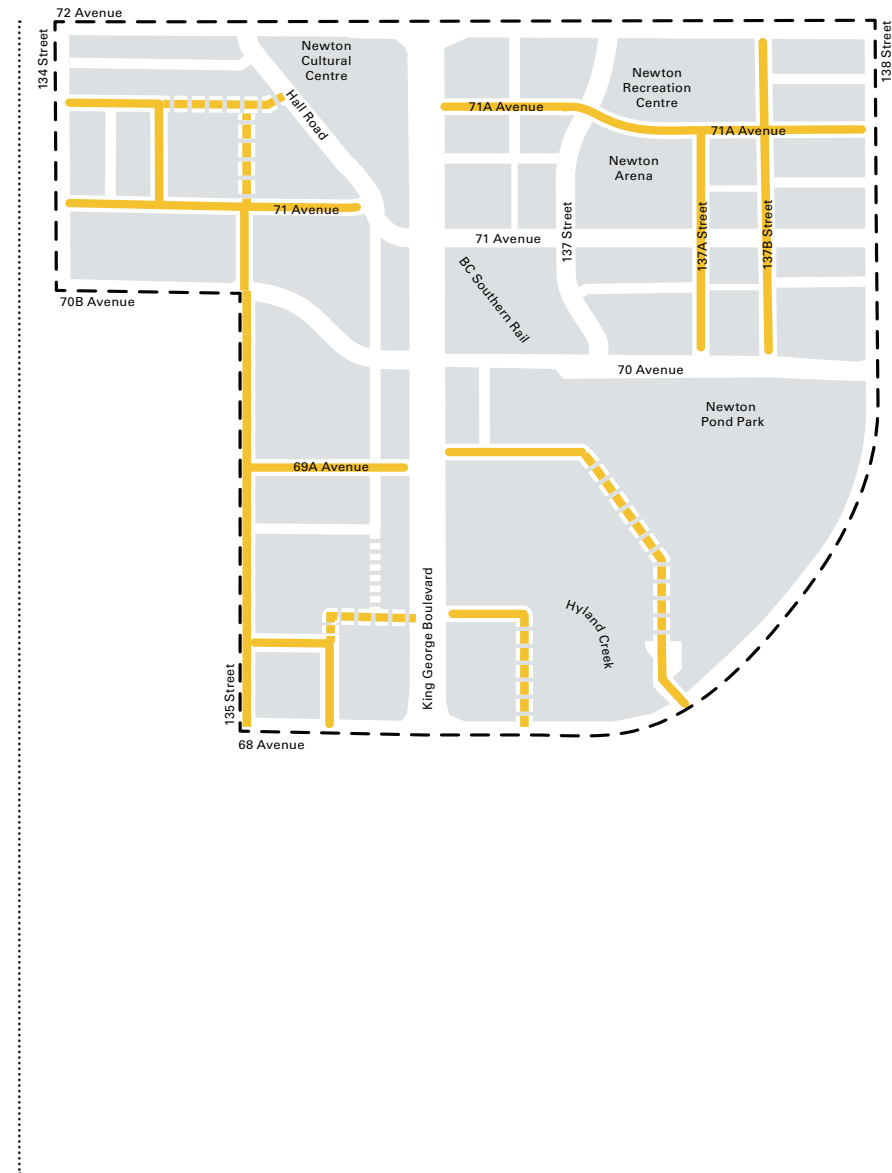 72 Avenue
134 Street
138 Street
Newton
Cultural
Centre
Hall Road
Newton
Recreation
Centre
71A Avenue
71A Avenue
Newton
Arena
71 Avenue
71 Avenue
137 Street
137A Street
137B Street
BC Southern Rail
70B Avenue
70 Avenue
Newton
Pond Park
69A Avenue
King George Boulevard
Hyland Creek
135 Street
68 Avenue